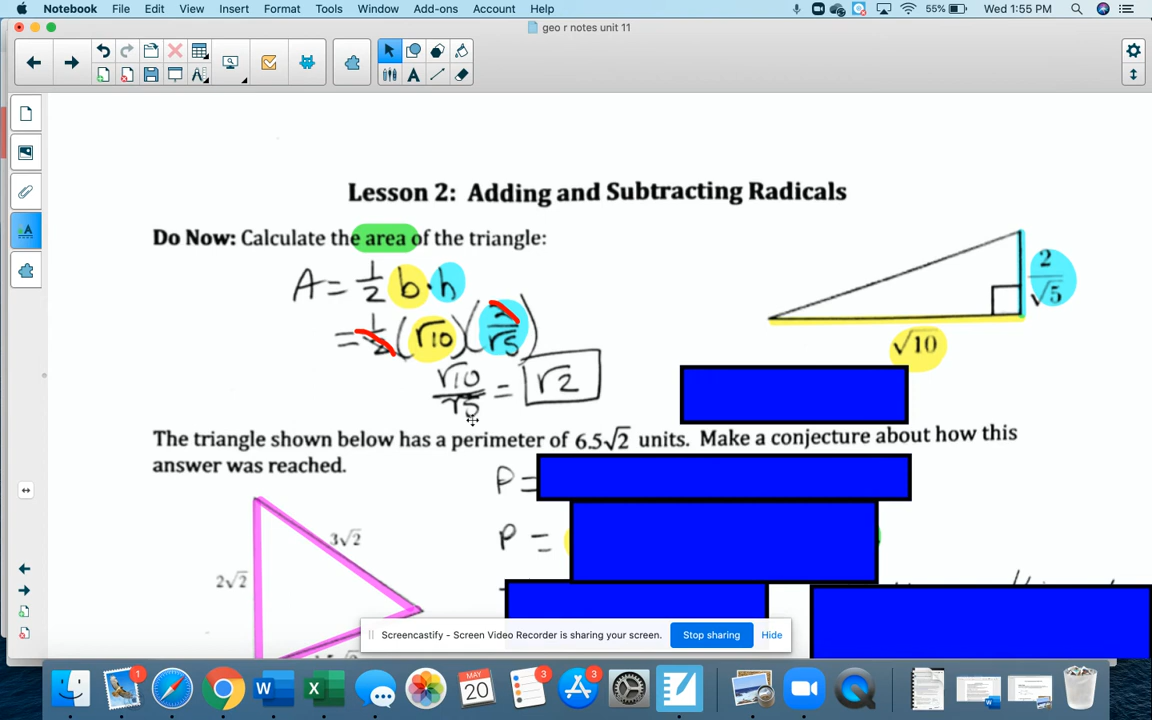 Notebook File Edit View Insert Format Tools Window Add-ons Account Help 55% Wed 1:55 PM
geo r notes unit 11
Lesson 2: Adding and Subtracting Radicals
Do Now: Calculate the area of the triangle:
A = 1/2 b · h
= 1/2 (√10) (2/√5)
√10/√5 = √2
2/√5
√10
The triangle shown below has a perimeter of 6.5√2 units. Make a conjecture about how this
answer was reached.
P =
P =
3√2
2√2
Screencastify - Screen Video Recorder is sharing your screen. Stop sharing Hide
1
MAY
20
3
3